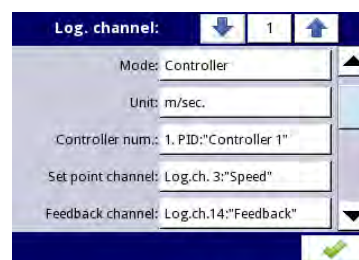 Log. channel: 1
Mode: Controller
Unit: m/sec.
Controller num.: 1. PID:"Controller 1"
Set point channel: Log.ch. 3:"Speed"
Feedback channel: Log.ch.14:"Feedback"